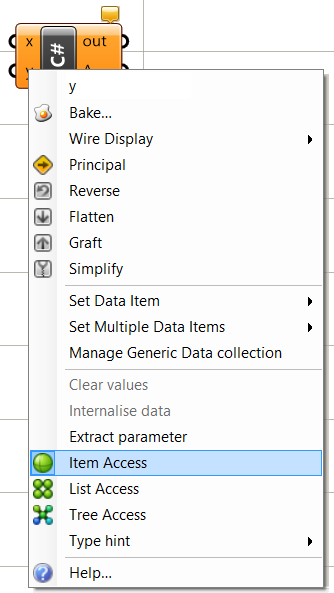 x out
C#
y A
y
Bake...
Wire Display
Principal
Reverse
Flatten
Graft
Simplify
Set Data Item
Set Multiple Data Items
Manage Generic Data collection
Clear values
Internalise data
Extract parameter
Item Access
List Access
Tree Access
Type hint
Help...